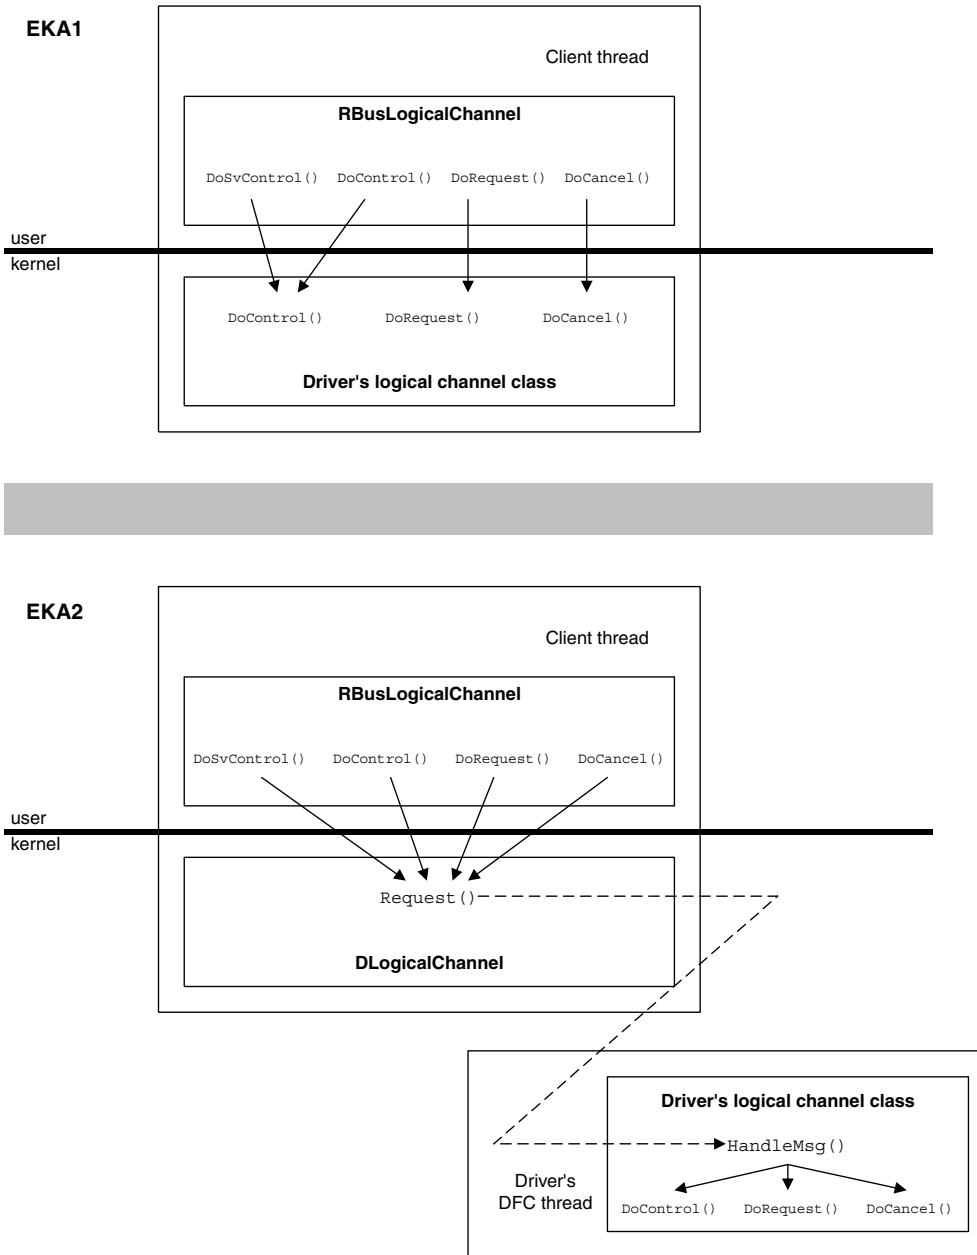 EKA1
Client thread
RBusLogicalChannel
DoSvControl() DoControl() DoRequest() DoCancel()
user
kernel
DoControl() DoRequest() DoCancel()
Driver's logical channel class
EKA2
Client thread
RBusLogicalChannel
DoSvControl() DoControl() DoRequest() DoCancel()
user
kernel
Request()
DLogicalChannel
Driver's logical channel class
HandleMsg()
Driver's
DFC thread
DoControl() DoRequest() DoCancel()